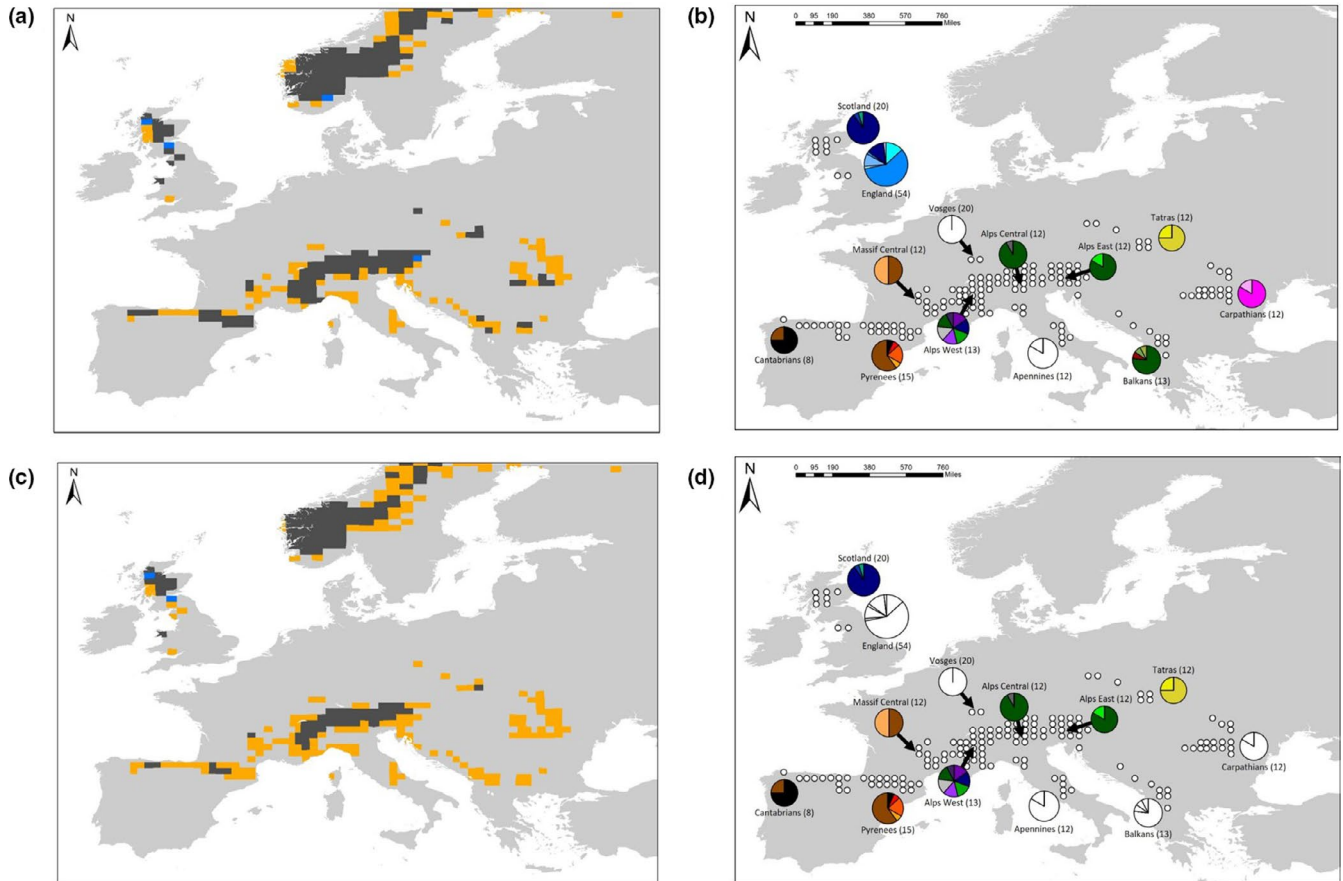 (a)
N
(b)
N
0 95 190 380 570 760
Miles
Scotland (20)
England (54)
Vosges (20)
Alps Central (12)
Tatras (12)
Massif Central (12)
Alps East (12)
Carpathians (12)
Cantabrians (8)
Alps West (13)
Pyrenees (15)
Apennines (12)
Balkans (13)
(c)
N
(d)
N
0 95 190 380 570 760
Miles
Scotland (20)
England (54)
Vosges (20)
Alps Central (12)
Tatras (12)
Massif Central (12)
Alps East (12)
Carpathians (12)
Cantabrians (8)
Alps West (13)
Pyrenees (15)
Apennines (12)
Balkans (13)